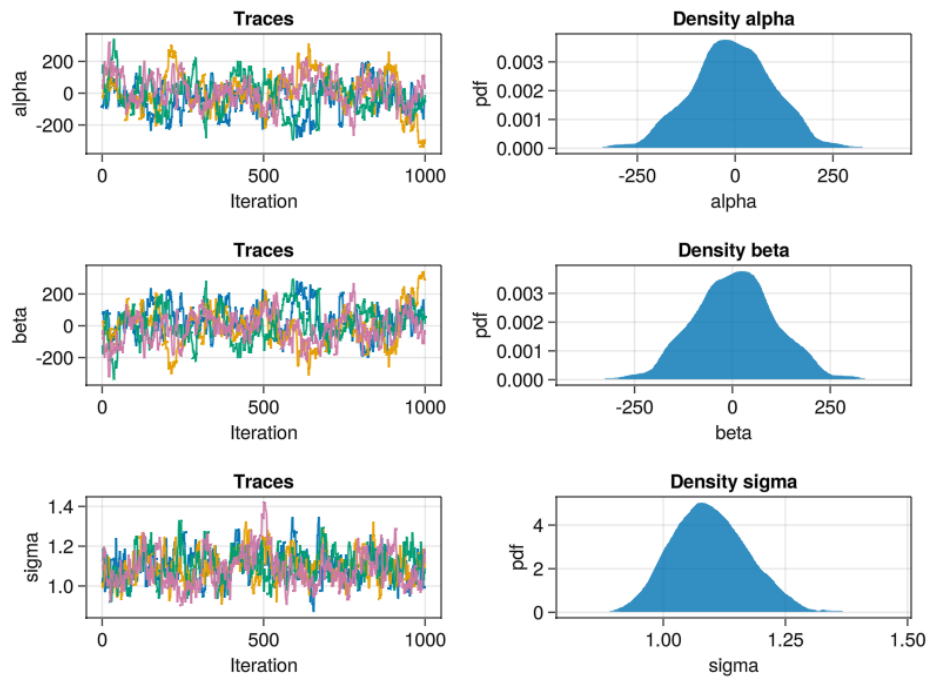 Traces
200
0
-200
alpha
0
500
1000
Iteration
Density alpha
0.003
0.002
0.001
0.000
pdf
-250
0
250
alpha
Traces
200
0
-200
beta
0
500
1000
Iteration
Density beta
0.003
0.002
0.001
0.000
pdf
-250
0
250
beta
Traces
1.4
1.2
1.0
sigma
0
500
1000
Iteration
Density sigma
4
2
0
pdf
1.00
1.25
1.50
sigma